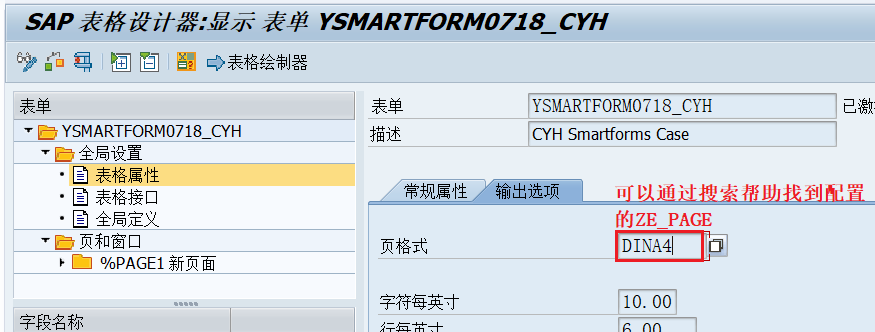 SAP 表格设计器:显示 表单 YSMARTFORM0718_CYH
表格绘制器
表单
YSMARTFORM0718_CYH
全局设置
表格属性
表格接口
全局定义
页和窗口
%PAGE1 新页面
字段名称
表单 YSMARTFORM0718_CYH 已激
描述 CYH Smartforms Case
常规属性 输出选项
可以通过搜索帮助找到配置
的ZE_PAGE
页格式 DINA4
字符每英寸 10.00
行每英寸 6.00